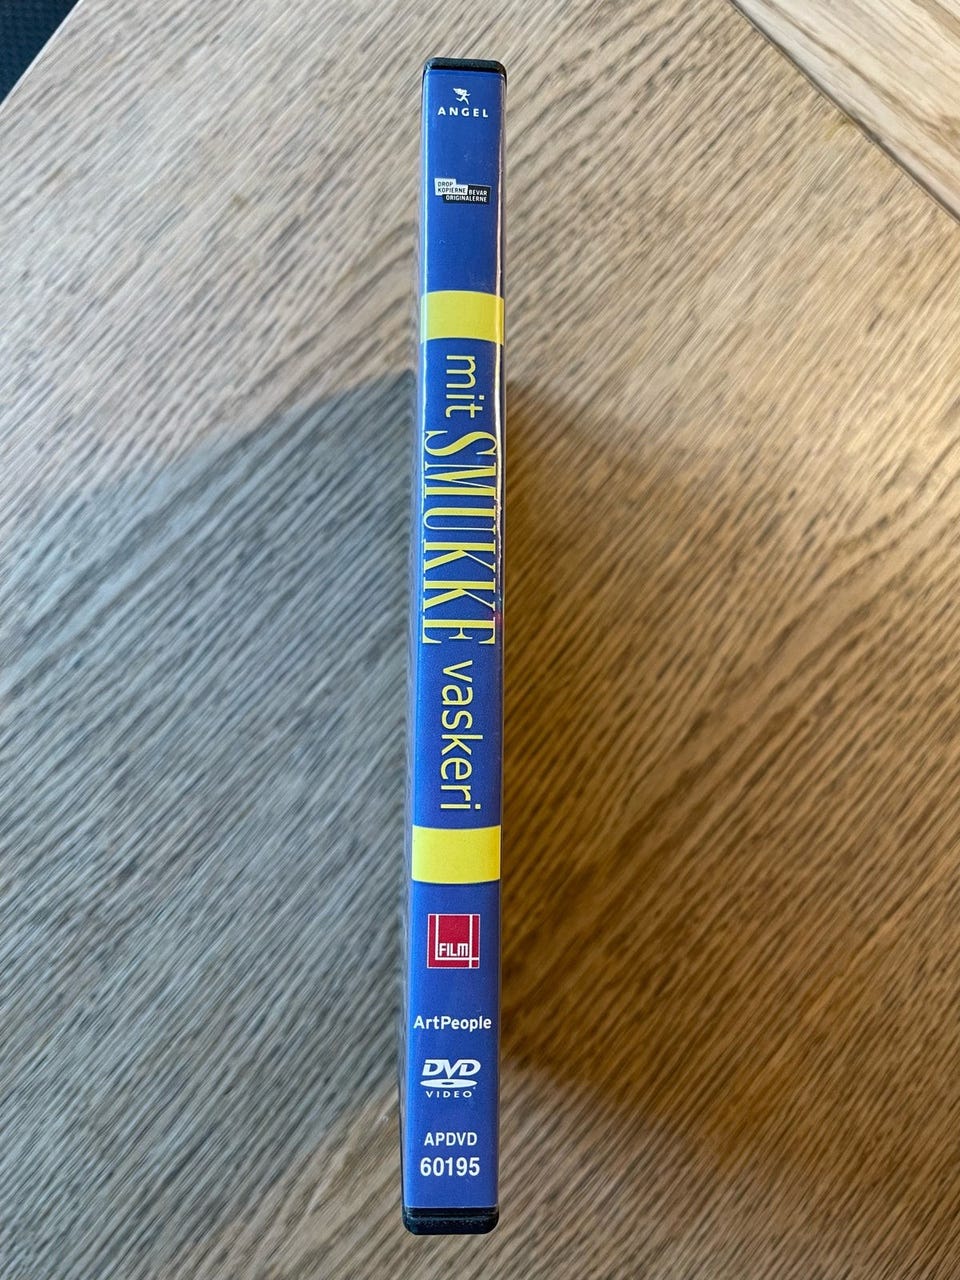 ANGEL
DROP
KOPIERNE BEVAR
ORIGINALERNE
mit SMUKKE vaskeri
FILM
ArtPeople
DVD
VIDEO
APDVD
60195